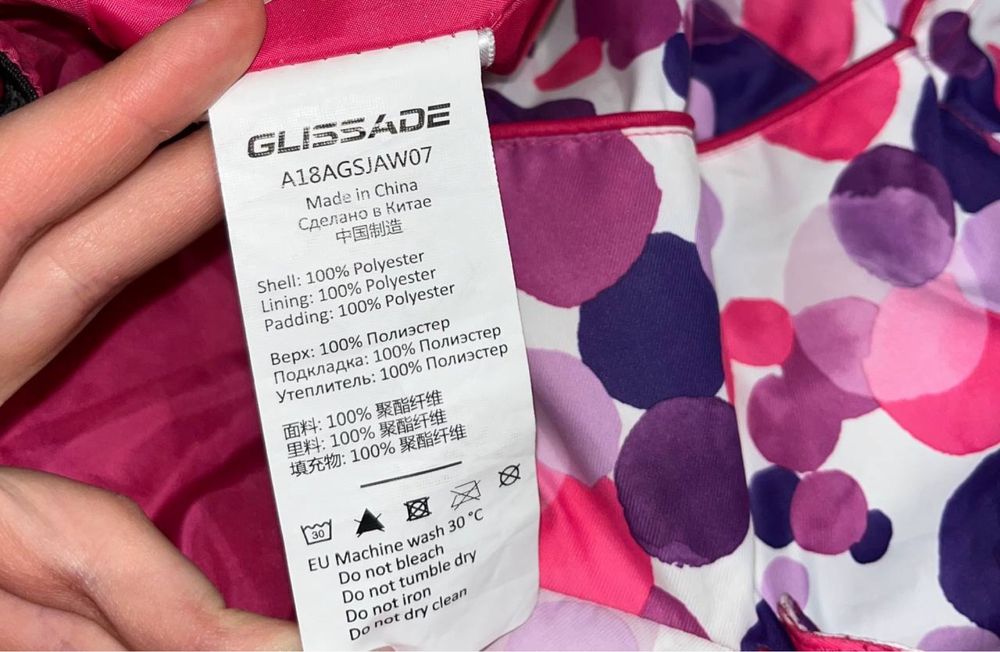 GLISSADE
A18AGSJAW07
Made in China
Сделано в Китае
中国制造
Shell: 100% Polyester
Lining: 100% Polyester
Padding: 100% Polyester
Верх: 100% Полиэстер
Подкладка: 100% Полиэстер
Утеплитель: 100% Полиэстер
面料: 100% 聚酯纤维
里料: 100% 聚酯纤维
填充物: 100% 聚酯纤维
30
EU Machine wash 30 °C
Do not bleach
Do not tumble dry
Do not iron
Do not dry clean